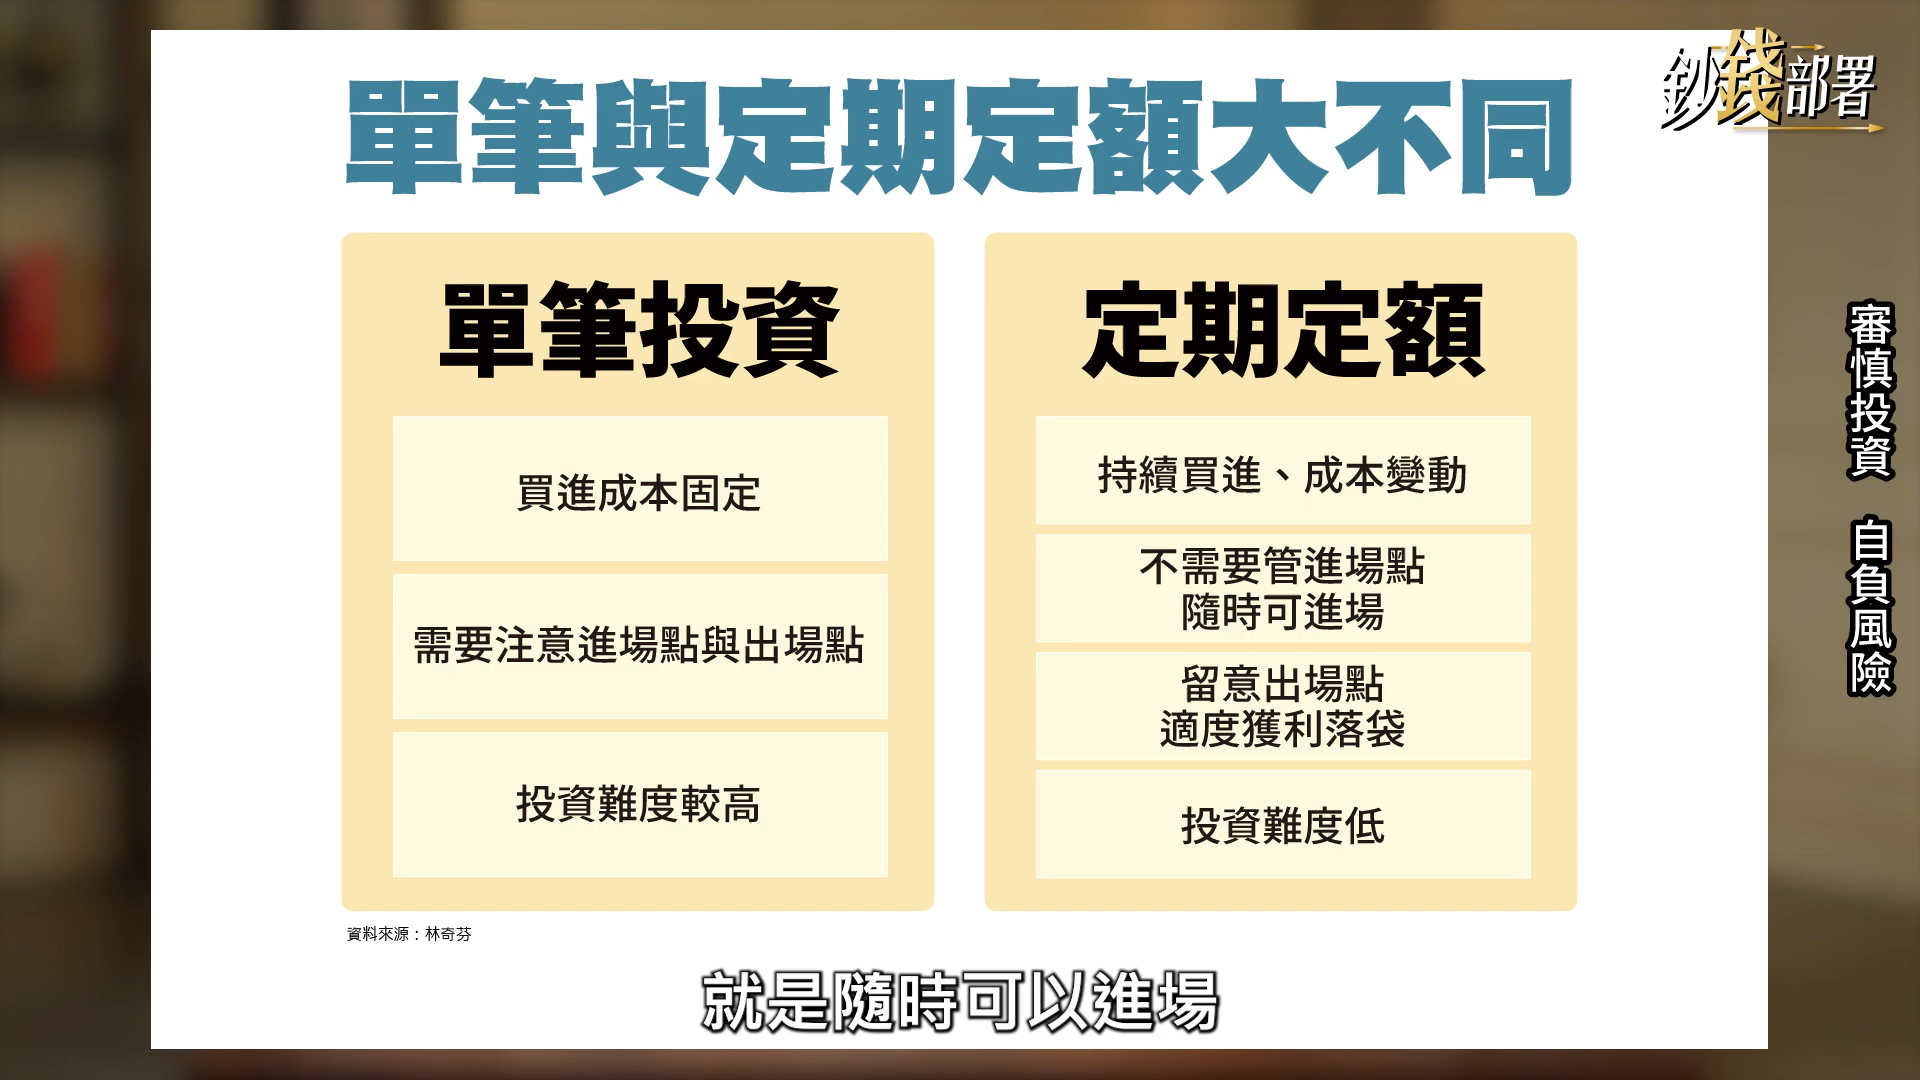 單筆與定期定額大不同
鈔錢部署
單筆投資
買進成本固定
需要注意進場點與出場點
投資難度較高
定期定額
持續買進、成本變動
不需要管進場點
隨時可進場
留意出場點
適度獲利落袋
投資難度低
資料來源：林奇芬
就是隨時可以進場
審慎投資 自負風險